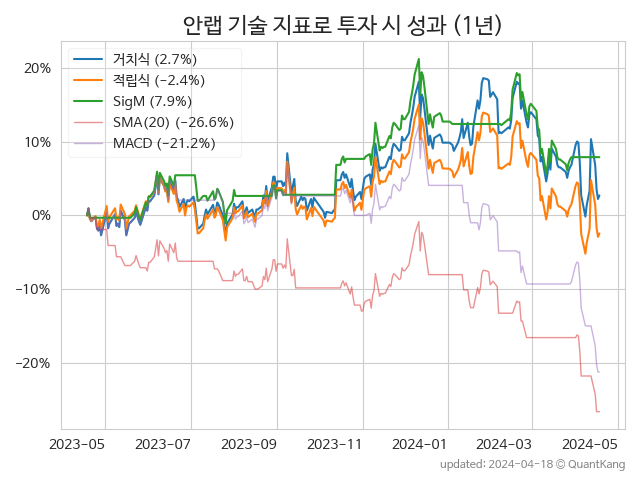 안랩 기술 지표로 투자 시 성과 (1년)
거치식 (2.7%)
적립식 (−2.4%)
SigM (7.9%)
SMA(20) (−26.6%)
MACD (−21.2%)
20%
10%
0%
−10%
−20%
2023-05 2023-07 2023-09 2023-11 2024-01 2024-03 2024-05
updated: 2024-04-18 © QuantKang